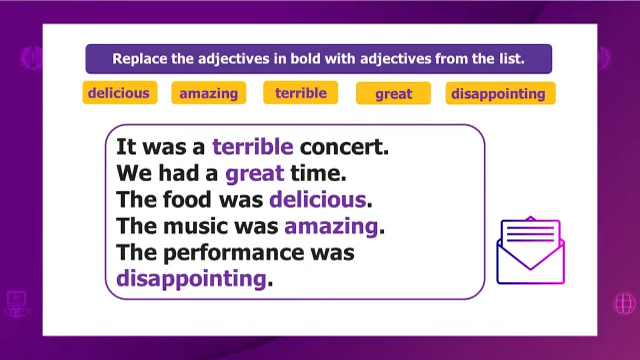 Replace the adjectives in bold with adjectives from the list.
delicious amazing terrible great disappointing
It was a terrible concert.
We had a great time.
The food was delicious.
The music was amazing.
The performance was
disappointing.